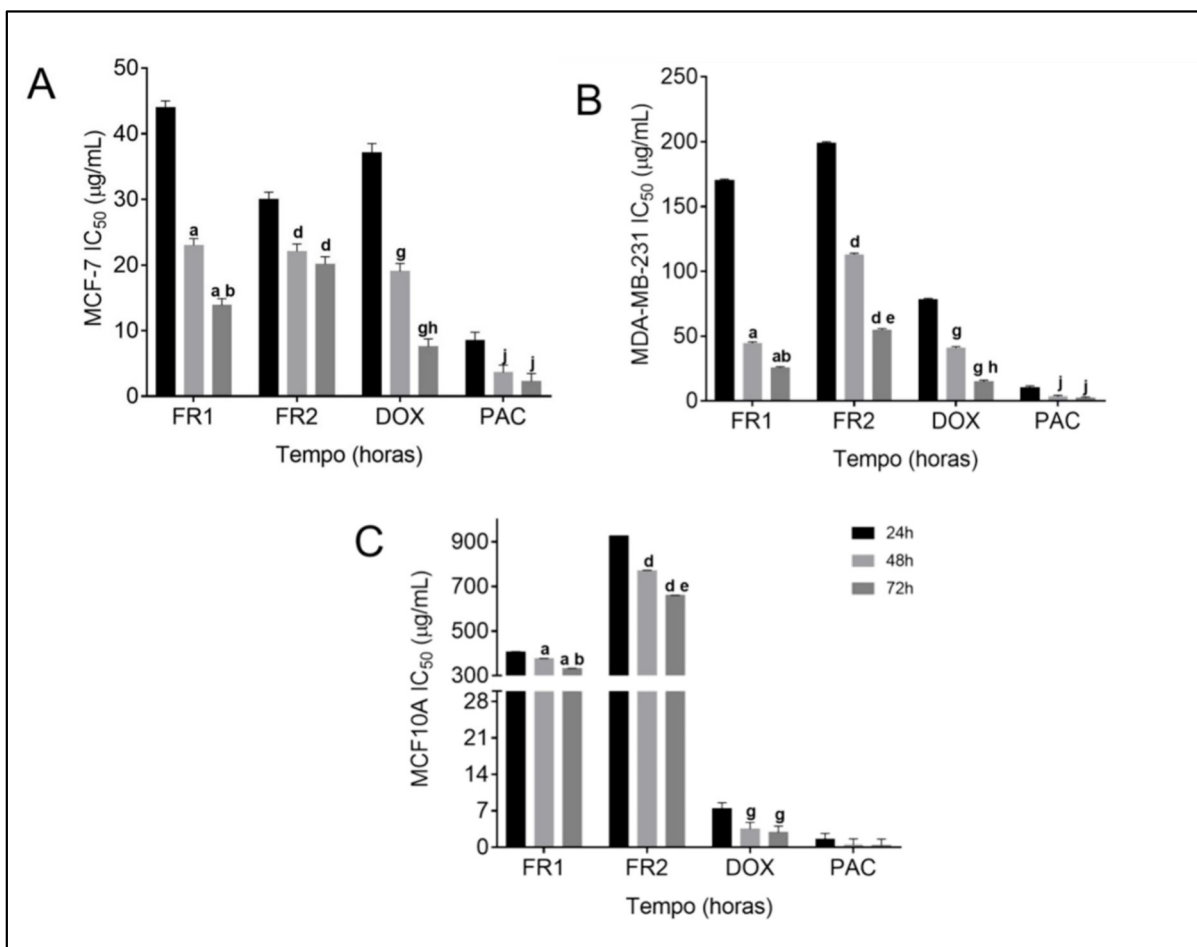 A
MCF-7 IC₅₀ (µg/mL)
50
40
30
20
10
0
a
a b
d
d
g
gh
j
j
FR1 FR2 DOX PAC
Tempo (horas)
B
MDA-MB-231 IC₅₀ (µg/mL)
250
200
150
100
50
0
a
ab
d
d e
g
g h
j
j
FR1 FR2 DOX PAC
Tempo (horas)
C
MCF10A IC₅₀ (µg/mL)
900
700
500
300
28
21
14
7
0
a
a b
d
d e
g
g
FR1 FR2 DOX PAC
Tempo (horas)
24h
48h
72h